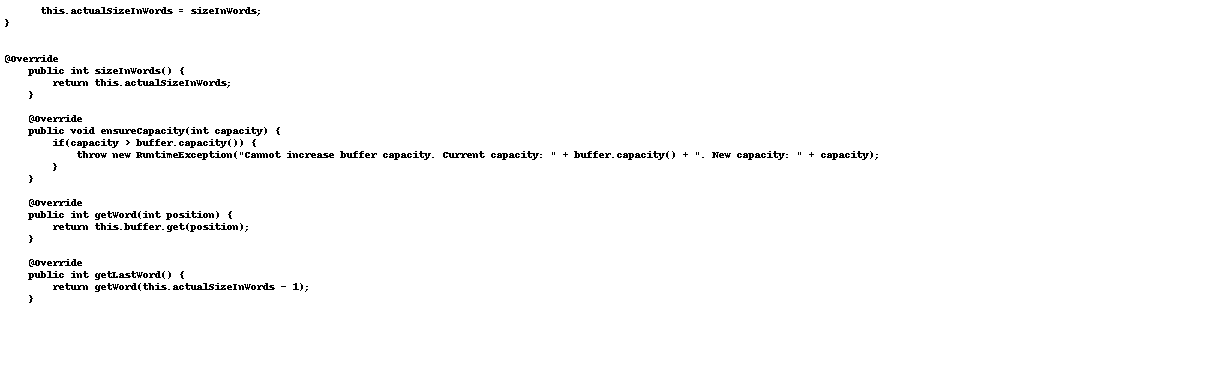 this.actualSizeInWords = sizeInWords;
}
@Override
public int sizeInWords() {
return this.actualSizeInWords;
}
@Override
public void ensureCapacity(int capacity) {
if(capacity > buffer.capacity()) {
throw new RuntimeException("Cannot increase buffer capacity. Current capacity: " + buffer.capacity() + ". New capacity: " + capacity);
}
}
@Override
public int getWord(int position) {
return this.buffer.get(position);
}
@Override
public int getLastWord() {
return getWord(this.actualSizeInWords - 1);
}